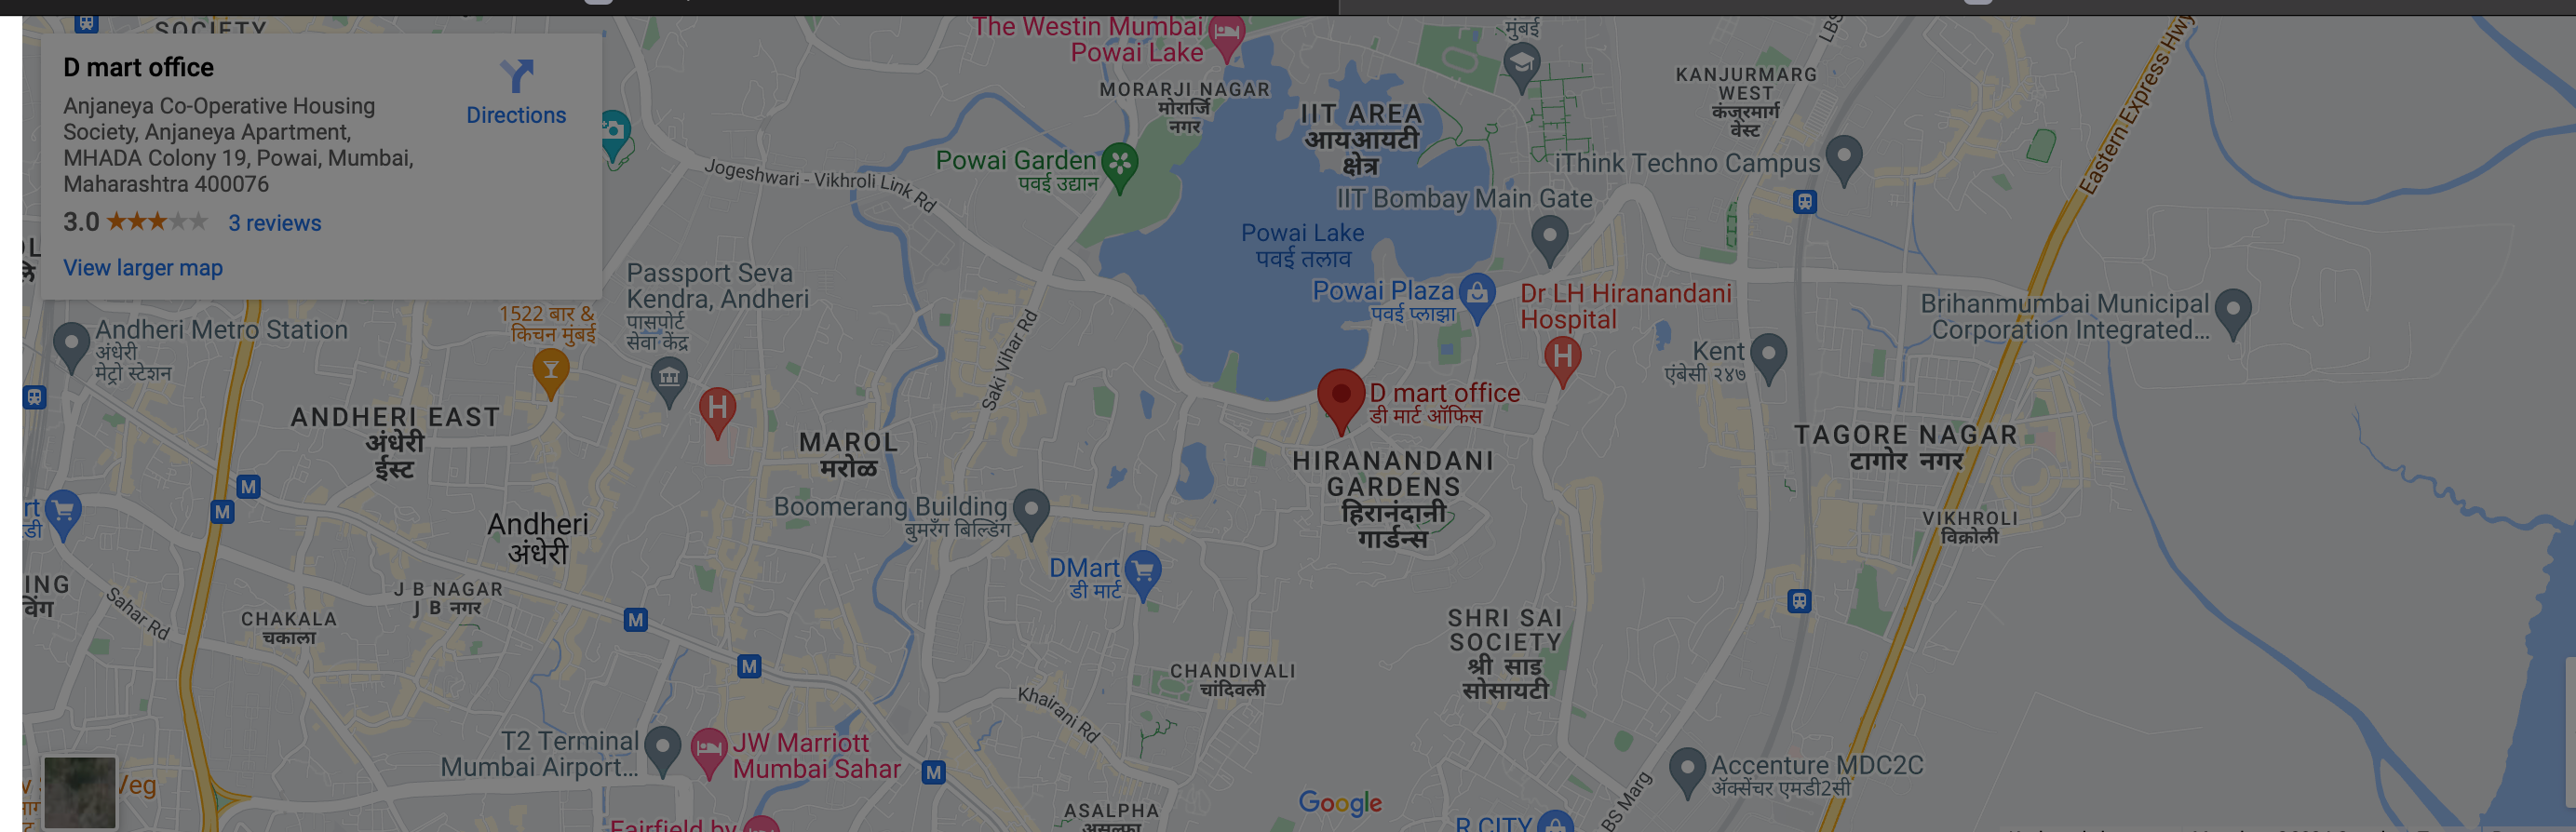 SOCIETY
D mart office
Directions
Anjaneya Co-Operative Housing
Society, Anjaneya Apartment,
MHADA Colony 19, Powai, Mumbai,
Maharashtra 400076
3.0
3 reviews
View larger map
The Westin Mumbai
Powai Lake
मुंबई
LBS
Eastern Express Hwy
MORARJI NAGAR
मोरार्जि
नगर
IIT AREA
आयआयटी
क्षेत्र
KANJURMARG
WEST
कंजूरमार्ग
वेस्ट
Powai Garden
पवई उद्यान
Jogeshwari - Vikhroli Link Rd
iThink Techno Campus
IIT Bombay Main Gate
Powai Lake
पवई तलाव
Passport Seva
Kendra, Andheri
पासपोर्ट
सेवा केंद्र
Powai Plaza
पवई प्लाझा
Dr LH Hiranandani
Hospital
Brihanmumbai Municipal
Corporation Integrated...
1522 बार &
किचन मुंबई
Andheri Metro Station
अंधेरी
मेट्रो स्टेशन
Saki Vihar Rd
Kent
एंबेसी २४७
D mart office
डी मार्ट ऑफिस
ANDHERI EAST
अंधेरी
ईस्ट
MAROL
मरोळ
HIRANANDANI
GARDENS
हिरानंदानी
गार्डन्स
TAGORE NAGAR
टागोर नगर
Boomerang Building
बुमरँग बिल्डिंग
rt
डी
Andheri
अंधेरी
VIKHROLI
विक्रोली
DMart
डी मार्ट
ING
विंग
J B NAGAR
J B नगर
Sahar Rd
CHAKALA
चकाला
SHRI SAI
SOCIETY
श्री साइ
सोसायटी
CHANDIVALI
चांदिवली
Khairani Rd
T2 Terminal
Mumbai Airport...
JW Marriott
Mumbai Sahar
Accenture MDC2C
ॲक्सेंचर एमडी2सी
Veg
Google
BS Marg
ASALPHA
असल्फा
Fairfield by
R CITY